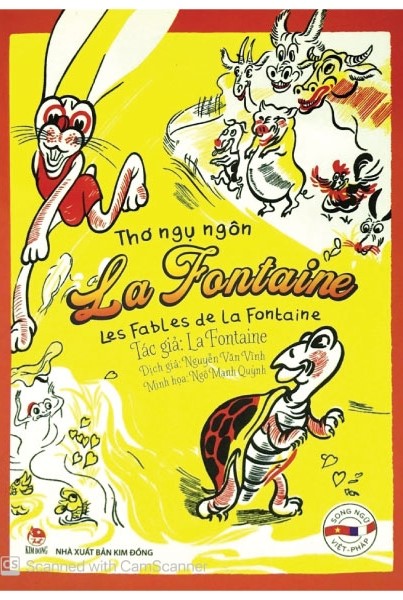 Thơ ngụ ngôn
La Fontaine
Les Fables de la Fontaine
Tác giả: La Fontaine
Dịch giả: Nguyễn Văn Vĩnh
Minh họa: Ngô Mạnh Quỳnh
SONG NGỮ
VIỆT-PHÁP
KIM ĐỒNG
NHÀ XUẤT BẢN KIM ĐỒNG
CS Scanned with CamScanner